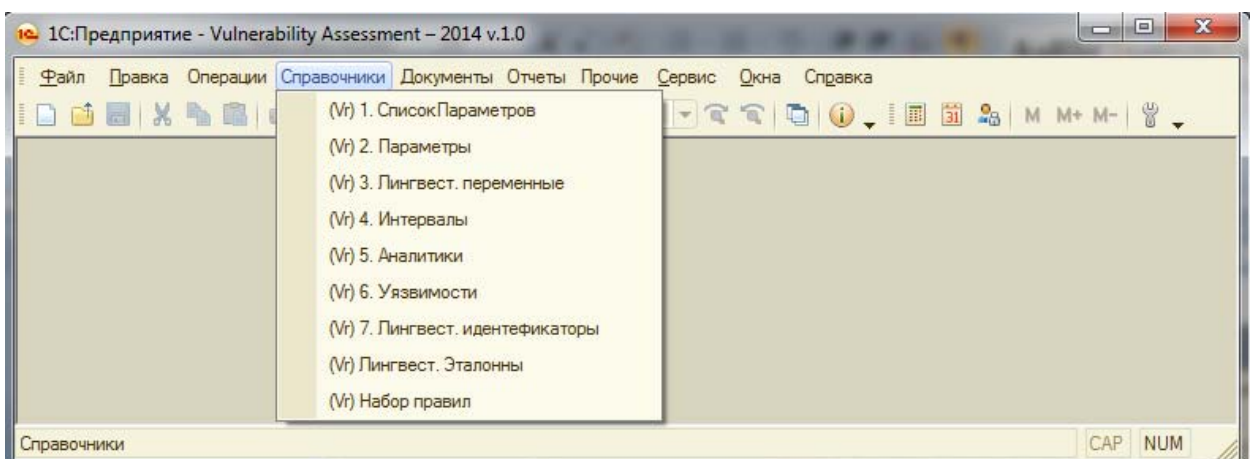 1С:Предприятие - Vulnerability Assessment – 2014 v.1.0
Файл Правка Операции Справочники Документы Отчеты Прочие Сервис Окна Справка
M M+ M-
(Vr) 1. СписокПараметров
(Vr) 2. Параметры
(Vr) 3. Лингвест. переменные
(Vr) 4. Интервалы
(Vr) 5. Аналитики
(Vr) 6. Уязвимости
(Vr) 7. Лингвест. идентефикаторы
(Vr) Лингвест. Эталонны
(Vr) Набор правил
Справочники CAP NUM